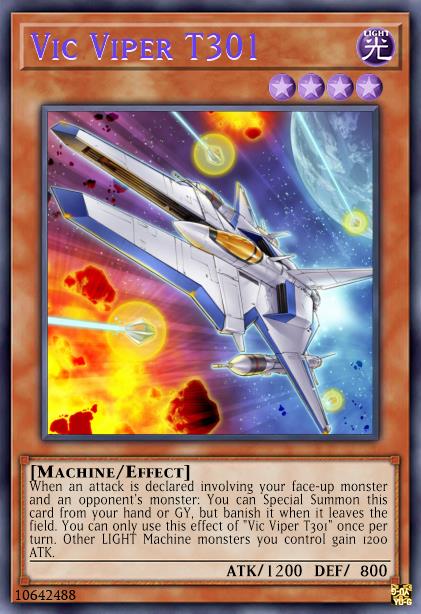 Vic Viper T301
LIGHT
光
[Machine/Effect]
When an attack is declared involving your face-up monster
and an opponent's monster: You can Special Summon this
card from your hand or GY, but banish it when it leaves the
field. You can only use this effect of "Vic Viper T301" once per
turn. Other LIGHT Machine monsters you control gain 1200
ATK.
ATK/1200 DEF/ 800
10642488